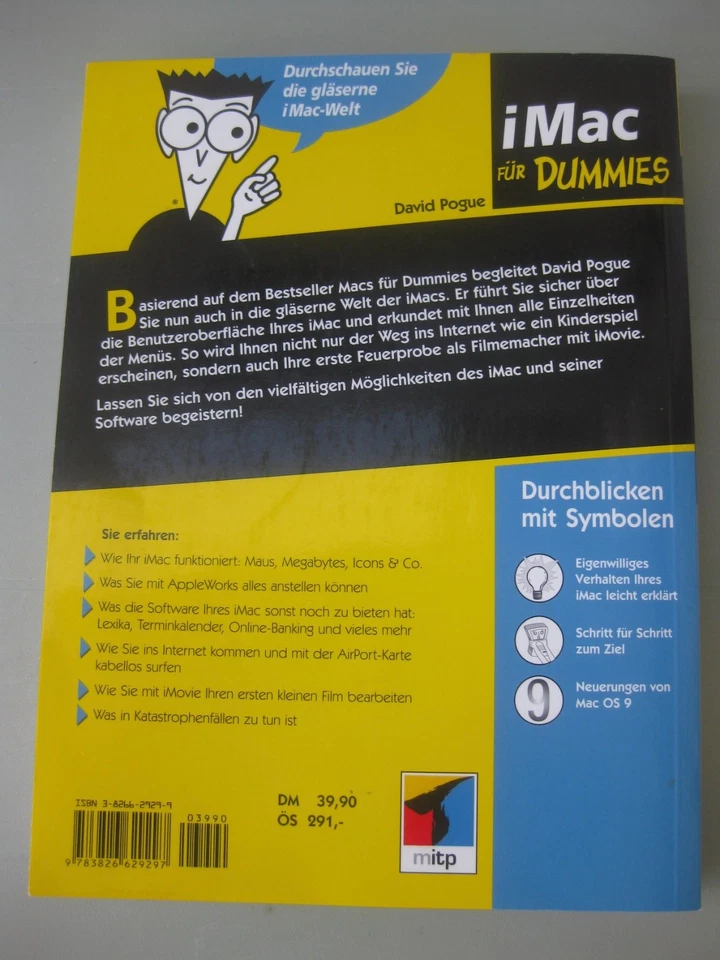 Durchschauen Sie
die gläserne
iMac-Welt
iMac
FÜR DUMMIES
®
David Pogue
Basierend auf dem Bestseller Macs für Dummies begleitet David Pogue
Sie nun auch in die gläserne Welt der iMacs. Er führt Sie sicher über
die Benutzeroberfläche Ihres iMac und erkundet mit Ihnen alle Einzelheiten
der Menüs. So wird Ihnen nicht nur der Weg ins Internet wie ein Kinderspiel
erscheinen, sondern auch Ihre erste Feuerprobe als Filmemacher mit iMovie.
Lassen Sie sich von den vielfältigen Möglichkeiten des iMac und seiner
Software begeistern!
Sie erfahren:
Wie Ihr iMac funktioniert: Maus, Megabytes, Icons & Co.
Was Sie mit AppleWorks alles anstellen können
Was die Software Ihres iMac sonst noch zu bieten hat:
Lexika, Terminkalender, Online-Banking und vieles mehr
Wie Sie ins Internet kommen und mit der AirPort-Karte
kabellos surfen
Wie Sie mit iMovie Ihren ersten kleinen Film bearbeiten
Was in Katastrophenfällen zu tun ist
Durchblicken
mit Symbolen
Eigenwilliges
Verhalten Ihres
iMac leicht erklärt
Schritt für Schritt
zum Ziel
9
Neuerungen von
Mac OS 9
ISBN 3-8266-2929-9
03990
9 783826 629297
DM 39,90
ÖS 291,-
mitp